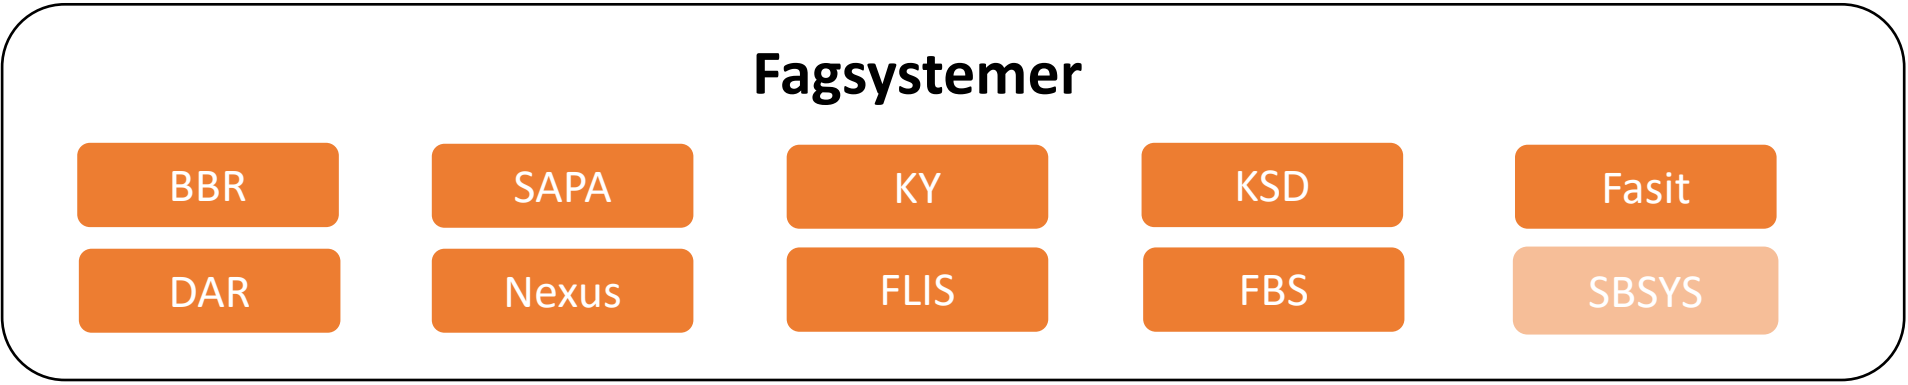 Fagsystemer
BBR
SAPA
KY
KSD
Fasit
DAR
Nexus
FLIS
FBS
SBSYS